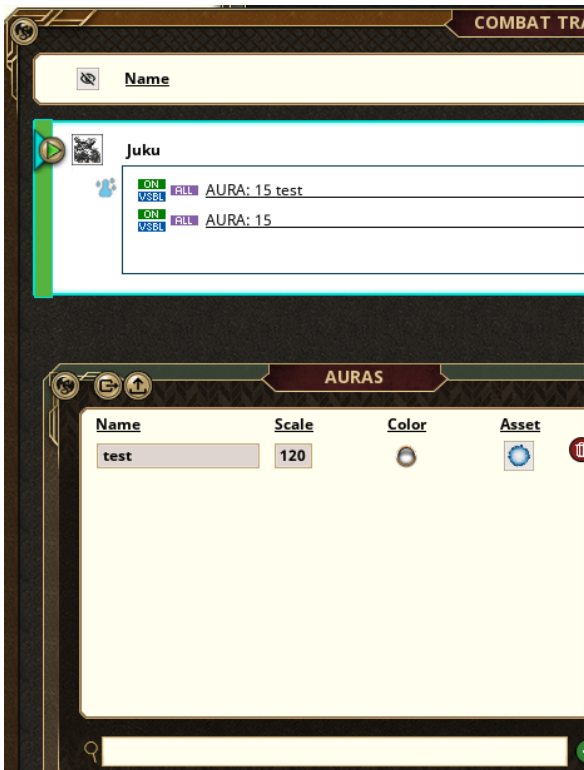 COMBAT TRA
Name
Juku
ON
VSBL ALL AURA: 15 test
ON
VSBL ALL AURA: 15
AURAS
Name Scale Color Asset
test 120